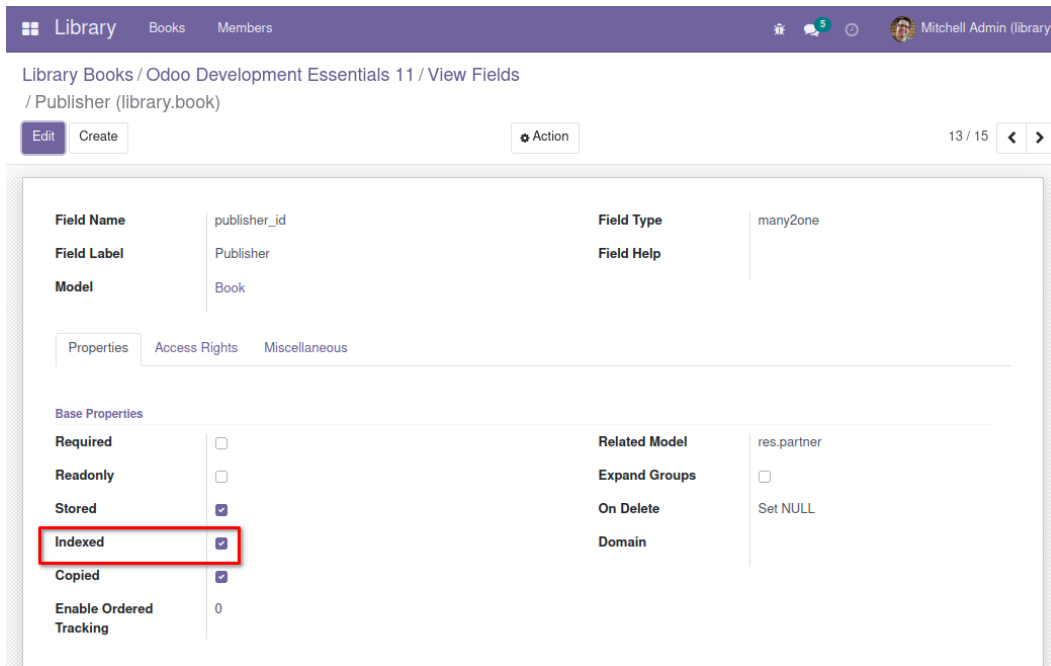 Library Books Members 5 Mitchell Admin (library
Library Books / Odoo Development Essentials 11 / View Fields
/ Publisher (library.book)
Edit Create Action 13 / 15
Field Name publisher_id Field Type many2one
Field Label Publisher Field Help
Model Book
Properties Access Rights Miscellaneous
Base Properties
Required Related Model res.partner
Readonly Expand Groups
Stored On Delete Set NULL
Indexed Domain
Copied
Enable Ordered 0
Tracking